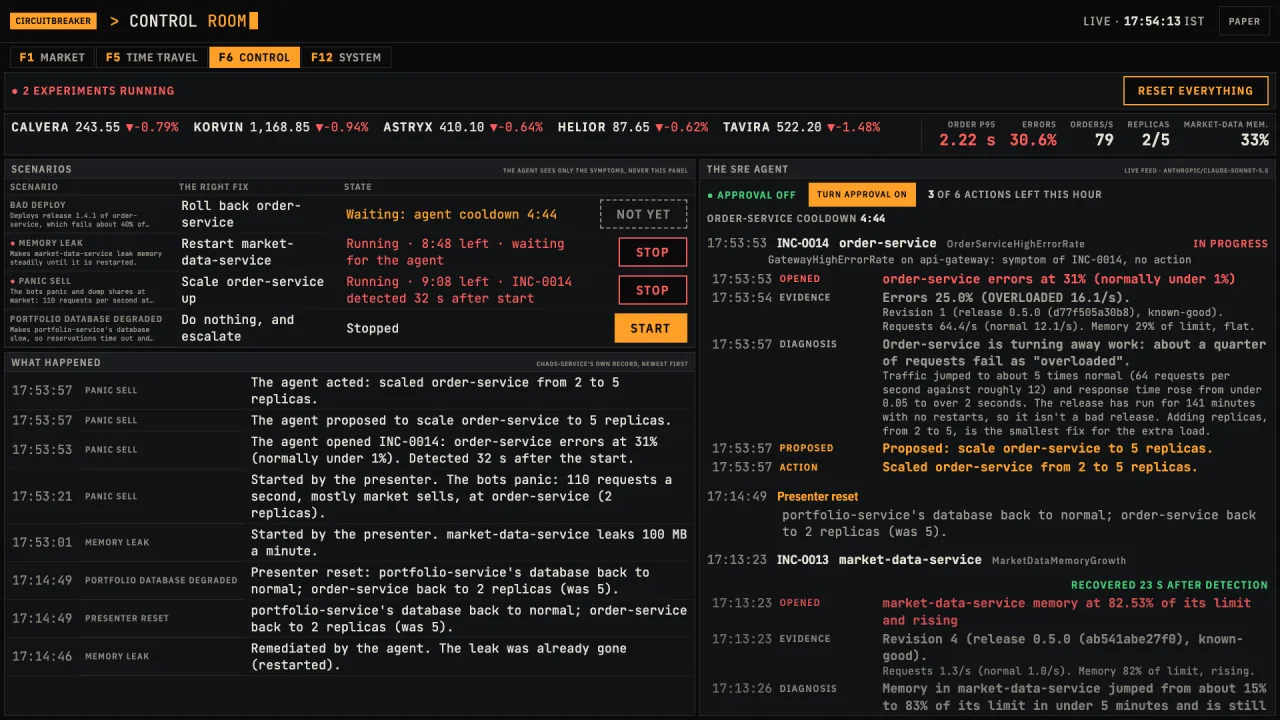 CIRCUITBREAKER > CONTROL ROOM
LIVE · 17:54:13 IST PAPER
F1 MARKET F5 TIME TRAVEL F6 CONTROL F12 SYSTEM
● 2 EXPERIMENTS RUNNING
RESET EVERYTHING
CALVERA 243.55 ▼-0.79% KORVIN 1,168.85 ▼-0.94% ASTRYX 410.10 ▼-0.64% HELIOR 87.65 ▼-0.62% TAVIRA 522.20 ▼-1.48%
ORDER P95 ERRORS ORDERS/S REPLICAS MARKET-DATA MEM.
2.22 s 30.6% 79 2/5 33%
SCENARIOS
THE AGENT SEES ONLY THE SYMPTOMS, NEVER THIS PANEL
SCENARIO THE RIGHT FIX STATE
BAD DEPLOY
Deploys release 1.4.1 of order-
service, which fails about 40% of…
Roll back order-
service
Waiting: agent cooldown 4:44
NOT YET
● MEMORY LEAK
Makes market-data-service leak memory
steadily until it is restarted.
Restart market-
data-service
Running · 8:48 left · waiting
for the agent
STOP
● PANIC SELL
The bots panic and dump shares at
market: 110 requests per second at…
Scale order-service
up
Running · 9:08 left · INC-0014
detected 32 s after start
STOP
PORTFOLIO DATABASE DEGRADED
Makes portfolio-service's database
slow, so reservations time out and…
Do nothing, and
escalate
Stopped
START
WHAT HAPPENED
CHAOS-SERVICE'S OWN RECORD, NEWEST FIRST
17:53:57 PANIC SELL
The agent acted: scaled order-service from 2 to 5
replicas.
17:53:57 PANIC SELL
The agent proposed to scale order-service to 5 replicas.
17:53:53 PANIC SELL
The agent opened INC-0014: order-service errors at 31%
(normally under 1%). Detected 32 s after the start.
17:53:21 PANIC SELL
Started by the presenter. The bots panic: 110 requests a
second, mostly market sells, at order-service (2
replicas).
17:53:01 MEMORY LEAK
Started by the presenter. market-data-service leaks 100 MB
a minute.
17:14:49 PORTFOLIO DATABASE DEGRADED
Presenter reset: portfolio-service's database back to
normal; order-service back to 2 replicas (was 5).
17:14:49 PRESENTER RESET
portfolio-service's database back to normal; order-service
back to 2 replicas (was 5).
17:14:46 MEMORY LEAK
Remediated by the agent. The leak was already gone
(restarted).
THE SRE AGENT
LIVE FEED · ANTHROPIC/CLAUDE-SONNET-5.5
● APPROVAL OFF TURN APPROVAL ON 3 OF 6 ACTIONS LEFT THIS HOUR
ORDER-SERVICE COOLDOWN 4:44
17:53:53 INC-0014 order-service OrderServiceHighErrorRate IN PROGRESS
GatewayHighErrorRate on api-gateway: symptom of INC-0014, no action
17:53:53 OPENED order-service errors at 31% (normally under 1%)
17:53:54 EVIDENCE Errors 25.0% (OVERLOADED 16.1/s).
Revision 1 (release 0.5.0 (d77f505a30b8), known-good).
Requests 64.4/s (normal 12.1/s). Memory 29% of limit, flat.
17:53:57 DIAGNOSIS Order-service is turning away work: about a quarter
of requests fail as "overloaded".
Traffic jumped to about 5 times normal (64 requests per
second against roughly 12) and response time rose from under
0.05 to over 2 seconds. The release has run for 141 minutes
with no restarts, so it isn't a bad release. Adding replicas,
from 2 to 5, is the smallest fix for the extra load.
17:53:57 PROPOSED Proposed: scale order-service to 5 replicas.
17:53:57 ACTION Scaled order-service from 2 to 5 replicas.
17:14:49 Presenter reset
portfolio-service's database back to normal; order-service back
to 2 replicas (was 5).
17:13:23 INC-0013 market-data-service MarketDataMemoryGrowth
RECOVERED 23 S AFTER DETECTION
17:13:23 OPENED market-data-service memory at 82.53% of its limit
and rising
17:13:23 EVIDENCE Revision 4 (release 0.5.0 (ab541abe27f0), known-
good).
Requests 1.3/s (normal 1.0/s). Memory 82% of limit, rising.
17:13:26 DIAGNOSIS Memory in market-data-service jumped from about 15%
to 83% of its limit in under 5 minutes and is still